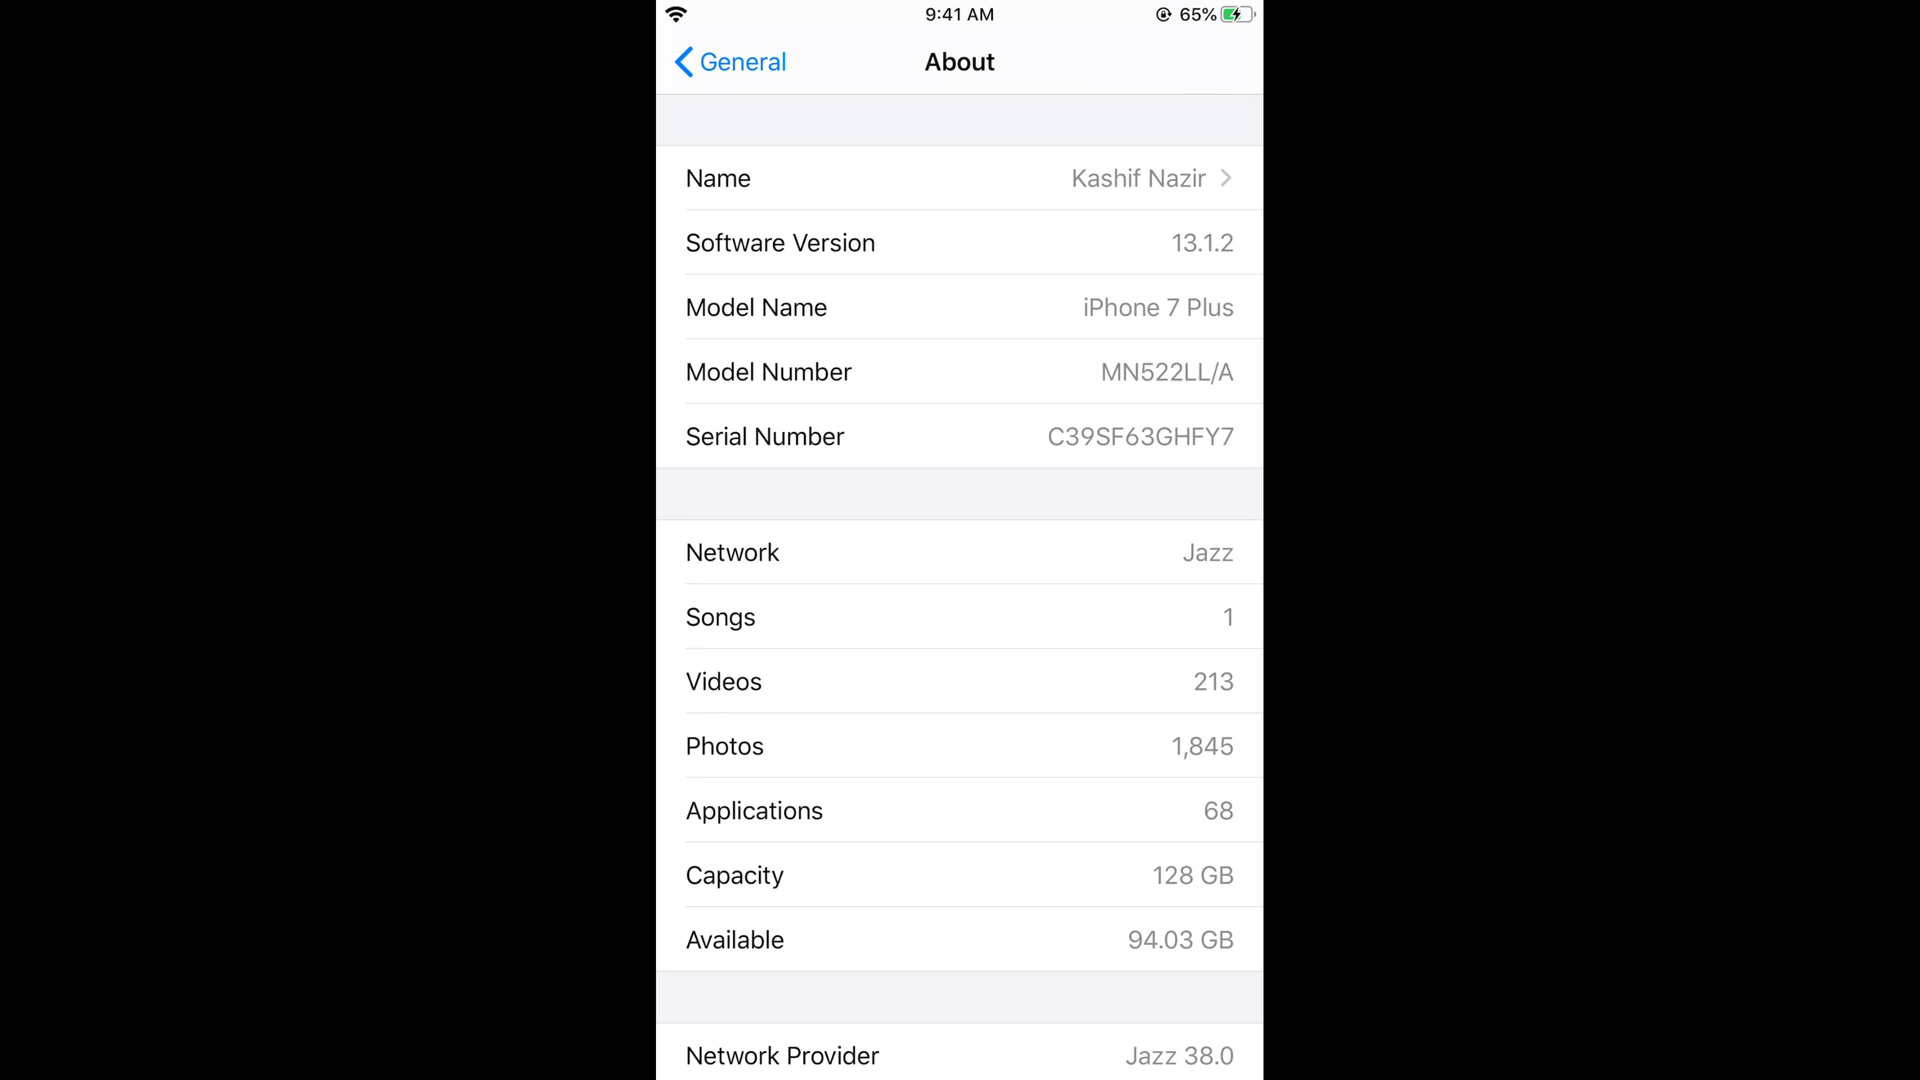 9:41 AM 65%
General About
Name Kashif Nazir
Software Version 13.1.2
Model Name iPhone 7 Plus
Model Number MN522LL/A
Serial Number C39SF63GHFY7
Network Jazz
Songs 1
Videos 213
Photos 1,845
Applications 68
Capacity 128 GB
Available 94.03 GB
Network Provider Jazz 38.0